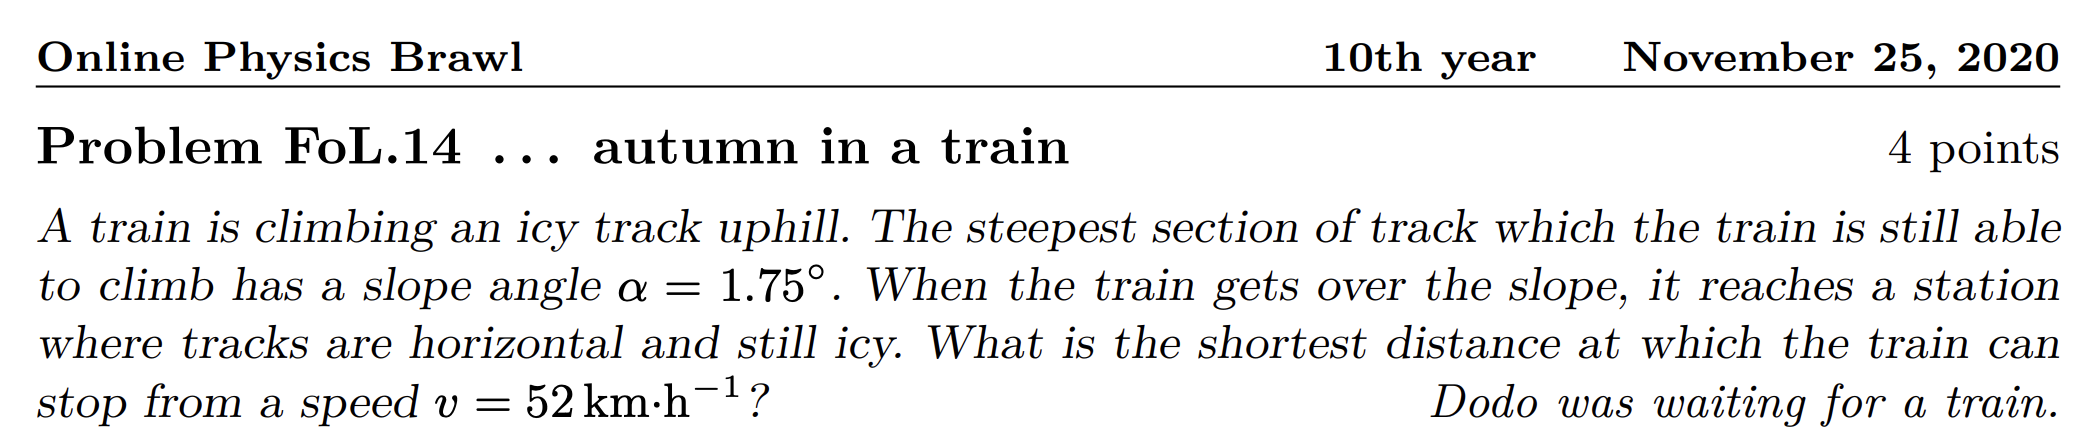 Online Physics Brawl 10th year November 25, 2020
Problem FoL.14 ... autumn in a train 4 points
A train is climbing an icy track uphill. The steepest section of track which the train is still able
to climb has a slope angle α = 1.75°. When the train gets over the slope, it reaches a station
where tracks are horizontal and still icy. What is the shortest distance at which the train can
stop from a speed v = 52 km·h⁻¹? Dodo was waiting for a train.